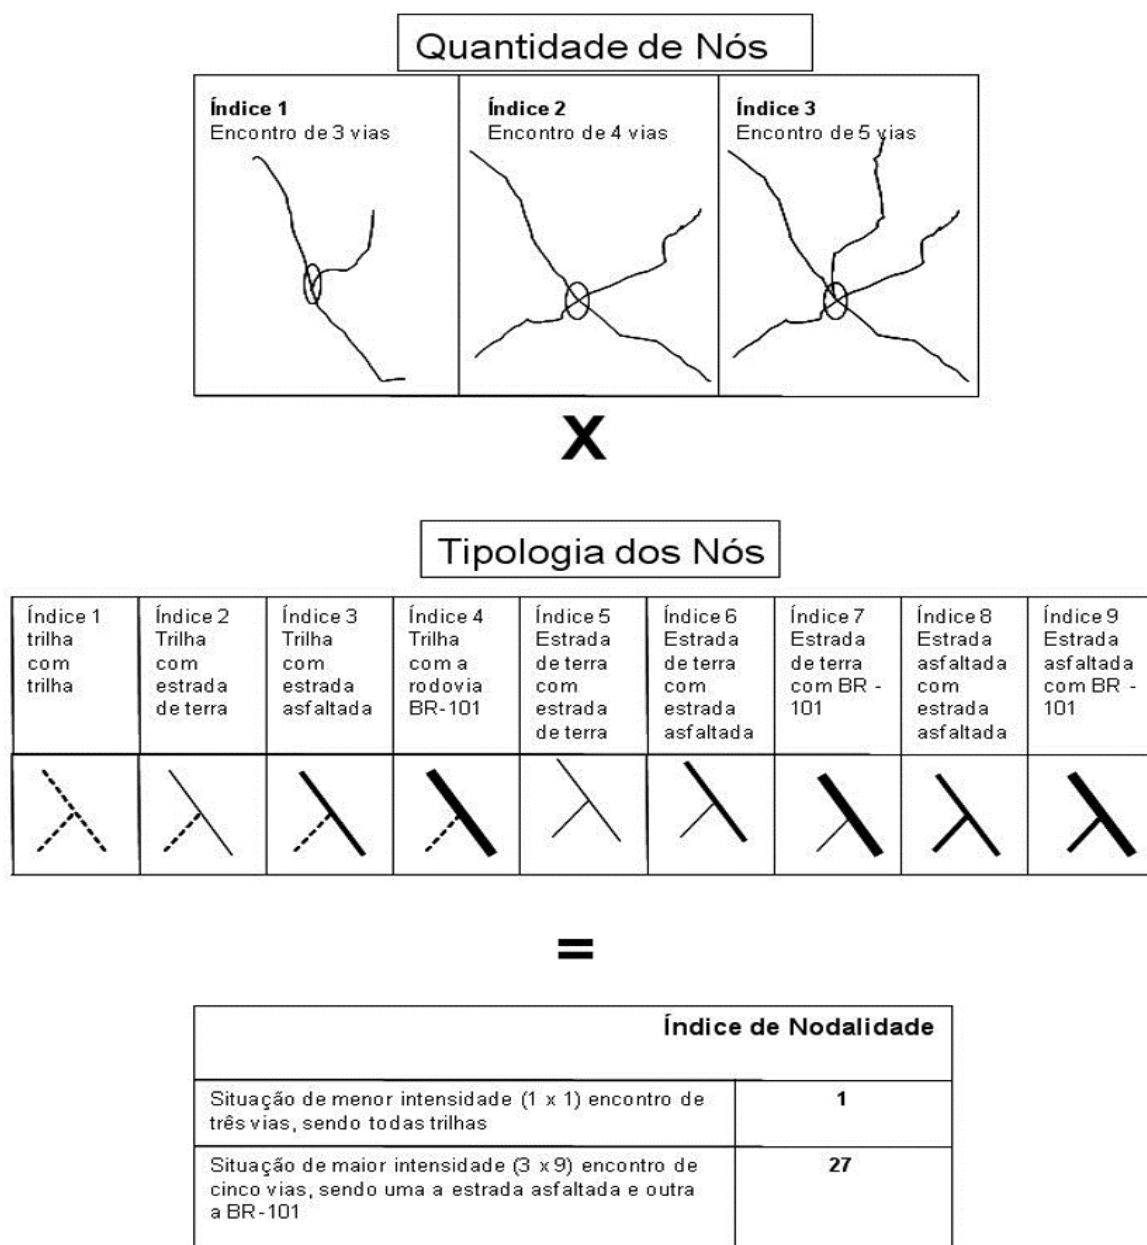 Quantidade de Nós
Índice 1
Encontro de 3 vias
Índice 2
Encontro de 4 vias
Índice 3
Encontro de 5 vias
X
Tipologia dos Nós
Índice 1
trilha
com
trilha
Índice 2
Trilha
com
estrada
de terra
Índice 3
Trilha
com
estrada
asfaltada
Índice 4
Trilha
com a
rodovia
BR-101
Índice 5
Estrada
de terra
com
estrada
de terra
Índice 6
Estrada
de terra
com
estrada
asfaltada
Índice 7
Estrada
de terra
com BR -
101
Índice 8
Estrada
asfaltada
com
estrada
asfaltada
Índice 9
Estrada
asfaltada
com BR -
101
=
Índice de Nodalidade
Situação de menor intensidade (1 x 1) encontro de
três vias, sendo todas trilhas
1
Situação de maior intensidade (3 x 9) encontro de
cinco vias, sendo uma a estrada asfaltada e outra
a BR-101
27